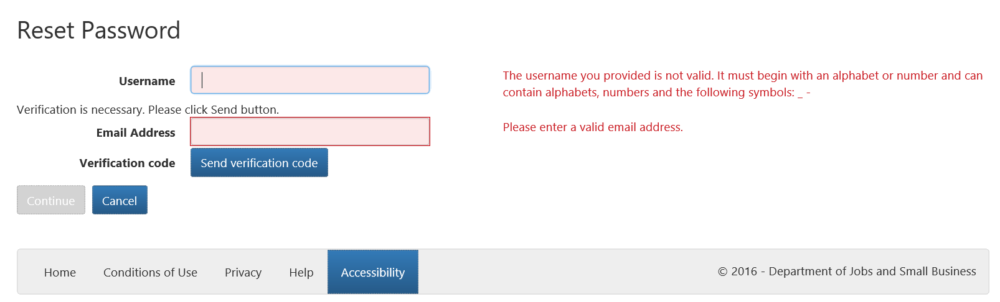 Reset Password
Username
The username you provided is not valid. It must begin with an alphabet or number and can
contain alphabets, numbers and the following symbols: _ -
Verification is necessary. Please click Send button.
Email Address
Please enter a valid email address.
Verification code
Send verification code
Continue
Cancel
Home
Conditions of Use
Privacy
Help
Accessibility
© 2016 - Department of Jobs and Small Business